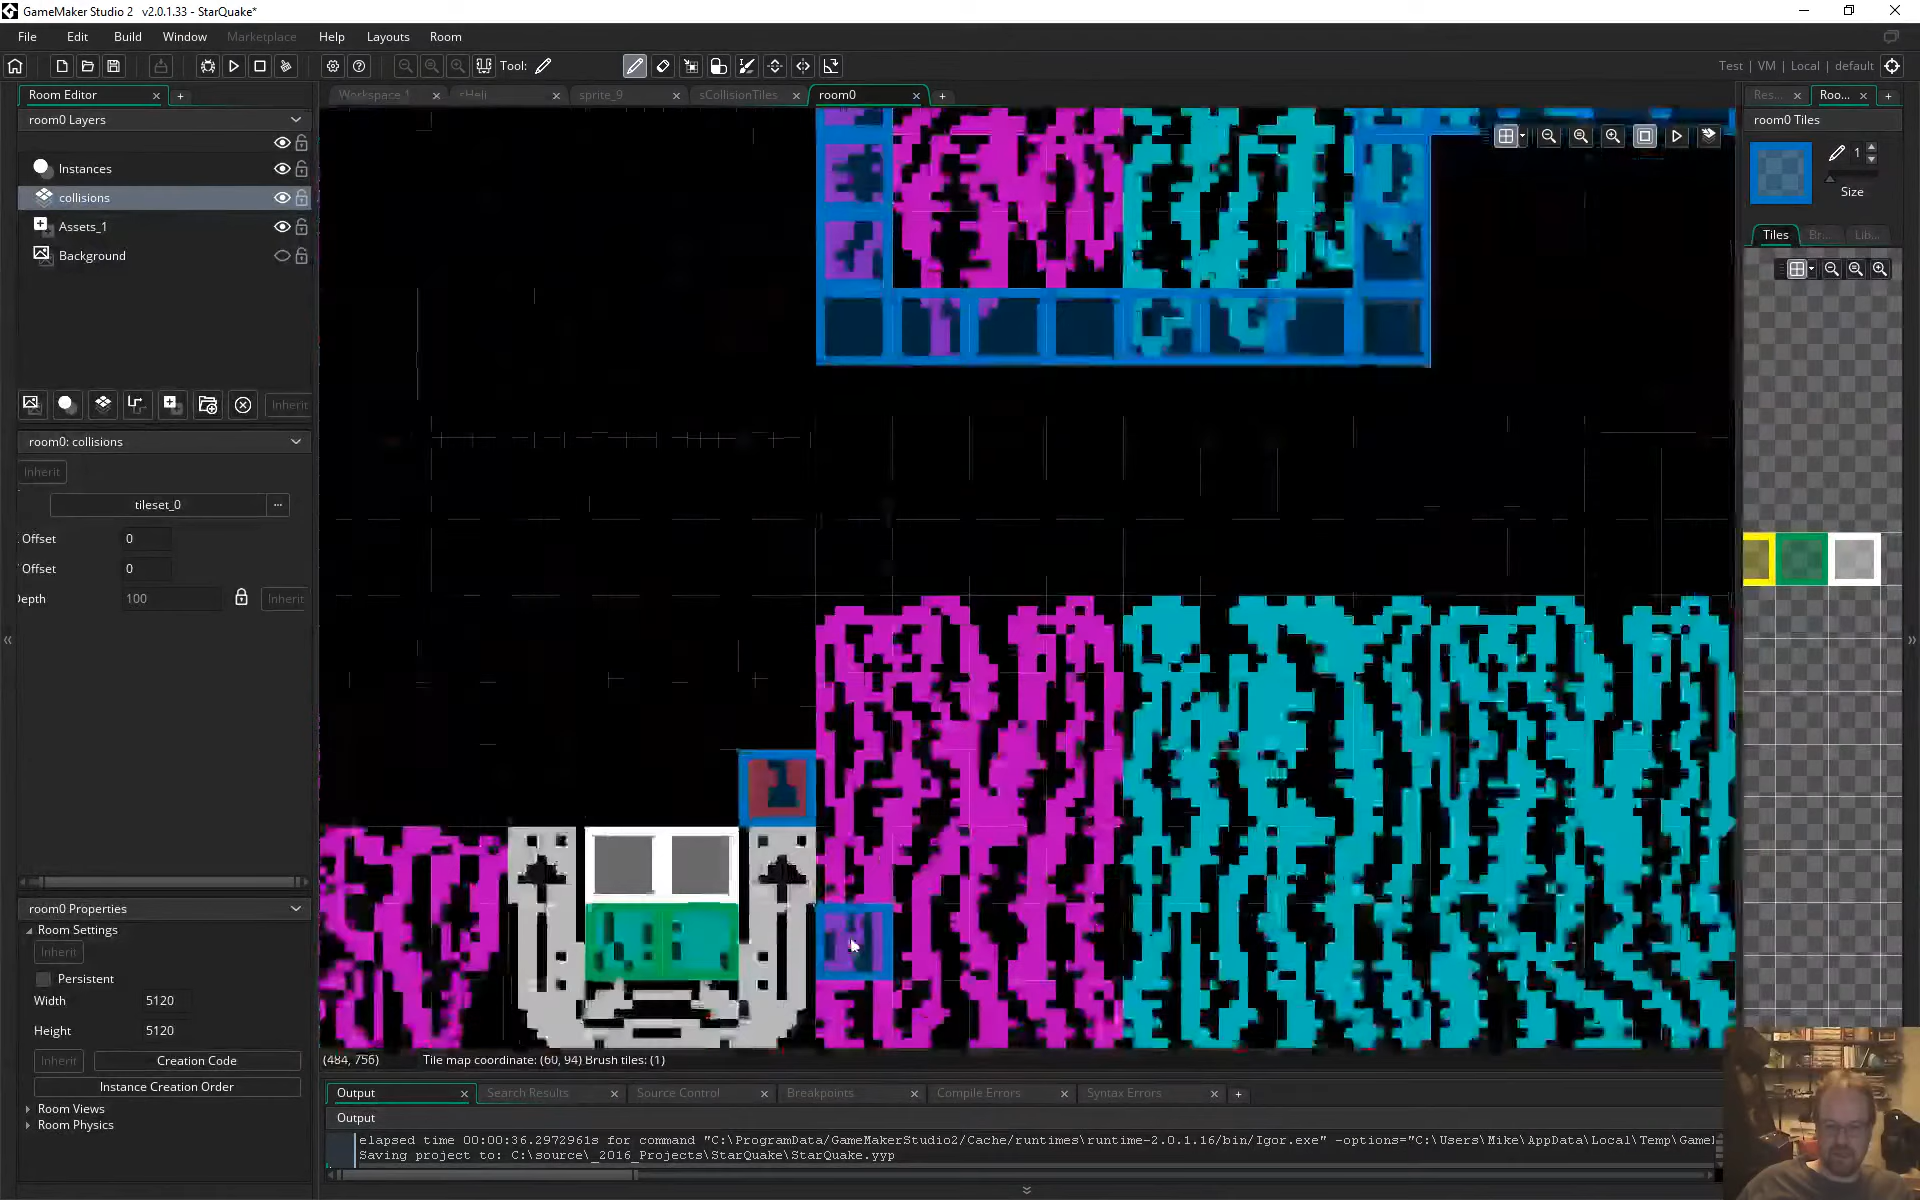 GameMaker Studio 2 v2.0.1.33 - StarQuake*
File Edit Build Window Marketplace Help Layouts Room
Tool:
Test | VM | Local | default
Room Editor
Workspace 1 sHeli sprite_9 sCollisionTiles room0
Res... Roo...
room0 Layers
room0 Tiles
Instances
1
collisions
Size
Assets_1
Tiles Br... Lib...
Background
Inherit
room0: collisions
Inherit
tileset_0 ...
Offset 0
Offset 0
Depth 100 Inherit
room0 Properties
Room Settings
Inherit
Persistent
Width 5120
Height 5120
Inherit Creation Code
(484, 756) Tile map coordinate: (60, 94) Brush tiles: (1)
Instance Creation Order
Room Views
Room Physics
Output Search Results Source Control Breakpoints Compile Errors Syntax Errors
Output
elapsed time 00:00:36.2972961s for command "C:\ProgramData/GameMakerStudio2/Cache/runtimes\runtime-2.0.1.16/bin/Igor.exe" -options="C:\Users\Mike\AppData\Local\Temp\GameM
Saving project to: C:\source\_2016_Projects\StarQuake\StarQuake.yyp